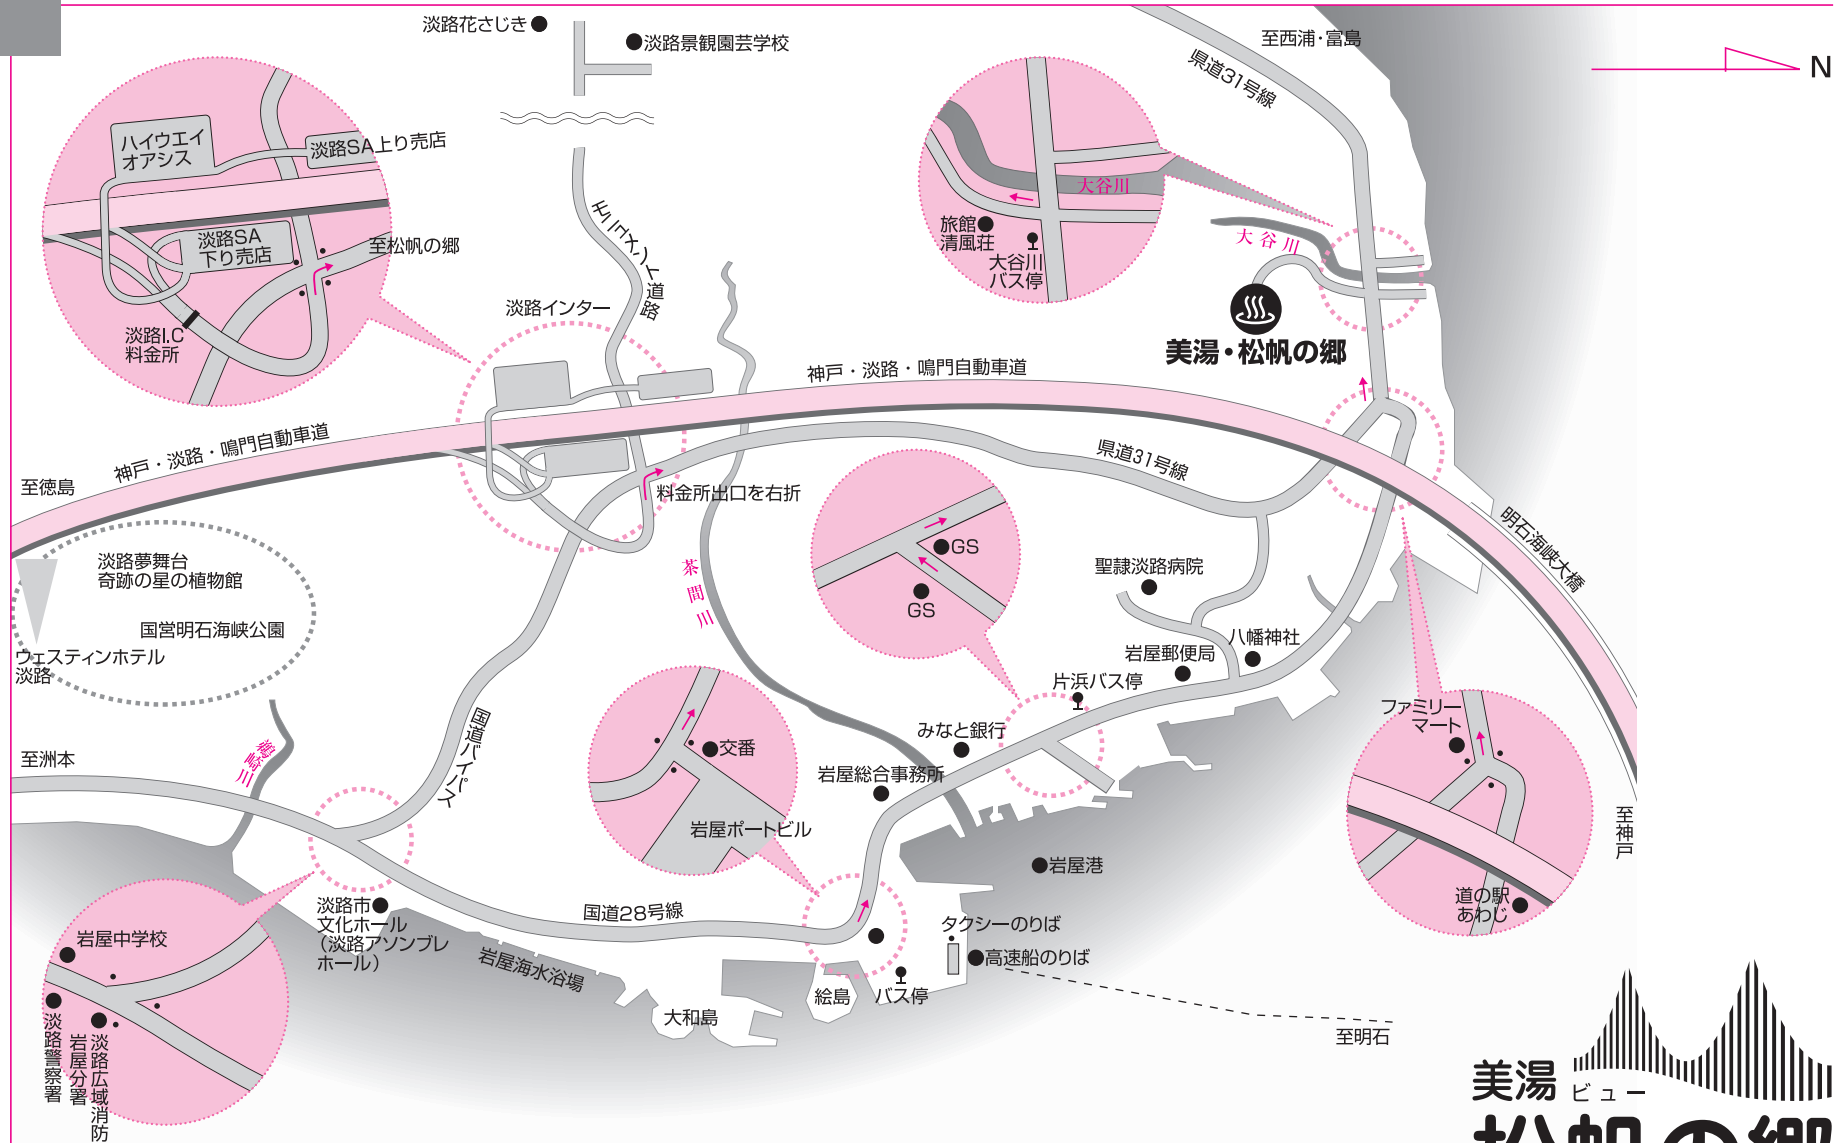 淡路花さじき
淡路景観園芸学校
至西浦・富島
県道31号線
N
ハイウエイ
オアシス
淡路SA上り売店
淡路SA
下り売店
至松帆の郷
淡路I.C
料金所
大谷川
旅館
清風荘
大谷川
バス停
大谷川
美湯・松帆の郷
モニュメント道路
淡路インター
神戸・淡路・鳴門自動車道
神戸・淡路・鳴門自動車道
至徳島
料金所出口を右折
県道31号線
明石海峡大橋
淡路夢舞台
奇跡の星の植物館
国営明石海峡公園
ウェスティンホテル
淡路
茶間川
GS
GS
聖隷淡路病院
八幡神社
岩屋郵便局
片浜バス停
みなと銀行
岩屋総合事務所
至洲本
鵜崎川
国道バイパス
交番
岩屋ポートビル
ファミリー
マート
道の駅
あわじ
至神戸
岩屋港
タクシーのりば
高速船のりば
淡路市
文化ホール
（淡路アソンブレ
ホール）
国道28号線
岩屋海水浴場
大和島
絵島
バス停
至明石
岩屋中学校
淡路警察署
淡路広域消防
岩屋分署
美湯
ビュー
松帆の郷